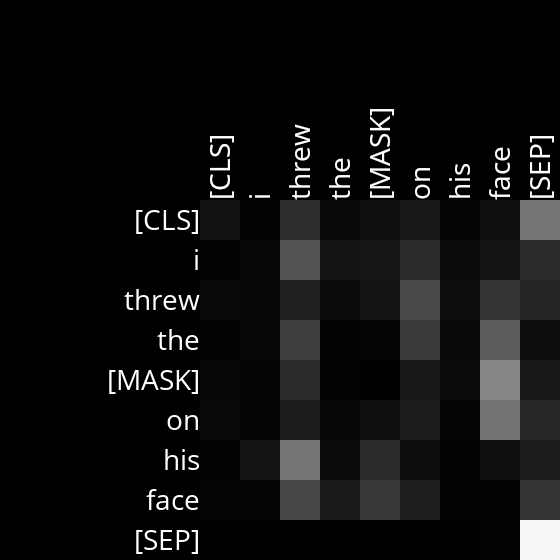 [CLS] i threw the [MASK] on his face [SEP]
[CLS]
i
threw
the
[MASK]
on
his
face
[SEP]